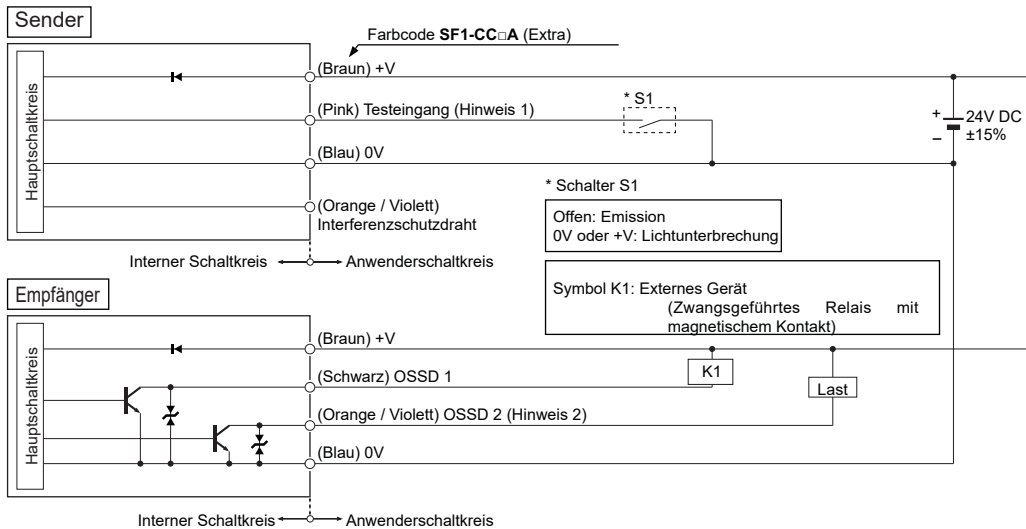 Sender
Farbcode SF1-CC□A (Extra)
Hauptschaltkreis
(Braun) +V
(Pink) Testeingang (Hinweis 1)
* S1
+
−
24V DC
±15%
(Blau) 0V
(Orange / Violett)
Interferenzschutzdraht
* Schalter S1
Offen: Emission
0V oder +V: Lichtunterbrechung
Interner Schaltkreis
Anwenderschaltkreis
Symbol K1: Externes Gerät
(Zwangsgeführtes Relais mit
magnetischem Kontakt)
Empfänger
Hauptschaltkreis
(Braun) +V
K1
(Schwarz) OSSD 1
Last
(Orange / Violett) OSSD 2 (Hinweis 2)
(Blau) 0V
Interner Schaltkreis
Anwenderschaltkreis